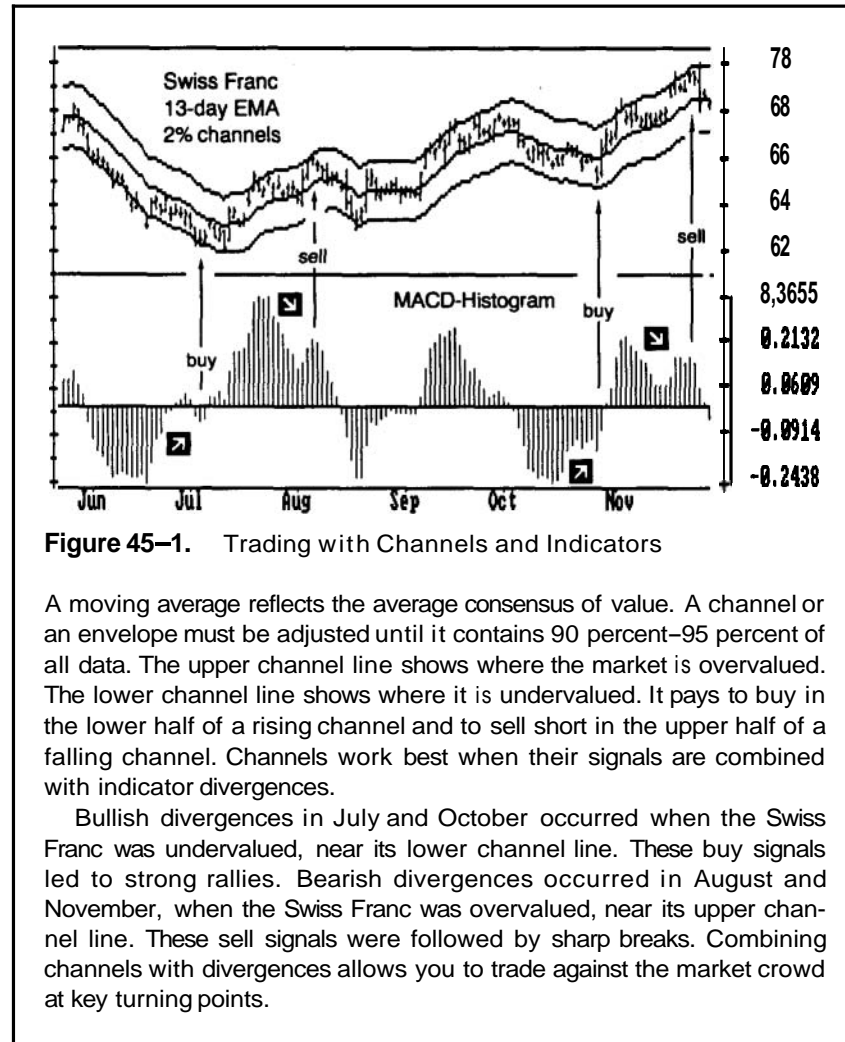 Swiss Franc
13-day EMA
2% channels
78
68
66
64
62
sell
sell
buy
buy
MACD-Histogram
8,3655
0.2132
-0.0914
-0.2438
Jun Jul Aug Sep Oct Nov
Figure 45–1. Trading with Channels and Indicators
A moving average reflects the average consensus of value. A channel or
an envelope must be adjusted until it contains 90 percent–95 percent of
all data. The upper channel line shows where the market is overvalued.
The lower channel line shows where it is undervalued. It pays to buy in
the lower half of a rising channel and to sell short in the upper half of a
falling channel. Channels work best when their signals are combined
with indicator divergences.
Bullish divergences in July and October occurred when the Swiss
Franc was undervalued, near its lower channel line. These buy signals
led to strong rallies. Bearish divergences occurred in August and
November, when the Swiss Franc was overvalued, near its upper chan-
nel line. These sell signals were followed by sharp breaks. Combining
channels with divergences allows you to trade against the market crowd
at key turning points.